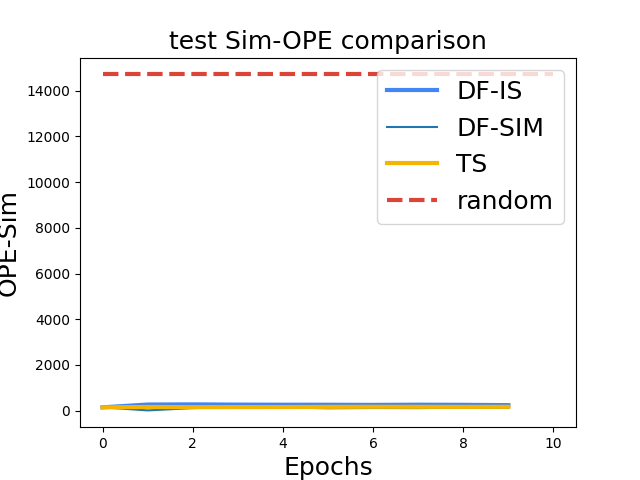 test Sim-OPE comparison
OPE-Sim
14000
12000
10000
8000
6000
4000
2000
0
DF-IS
DF-SIM
TS
random
0 2 4 6 8 10
Epochs